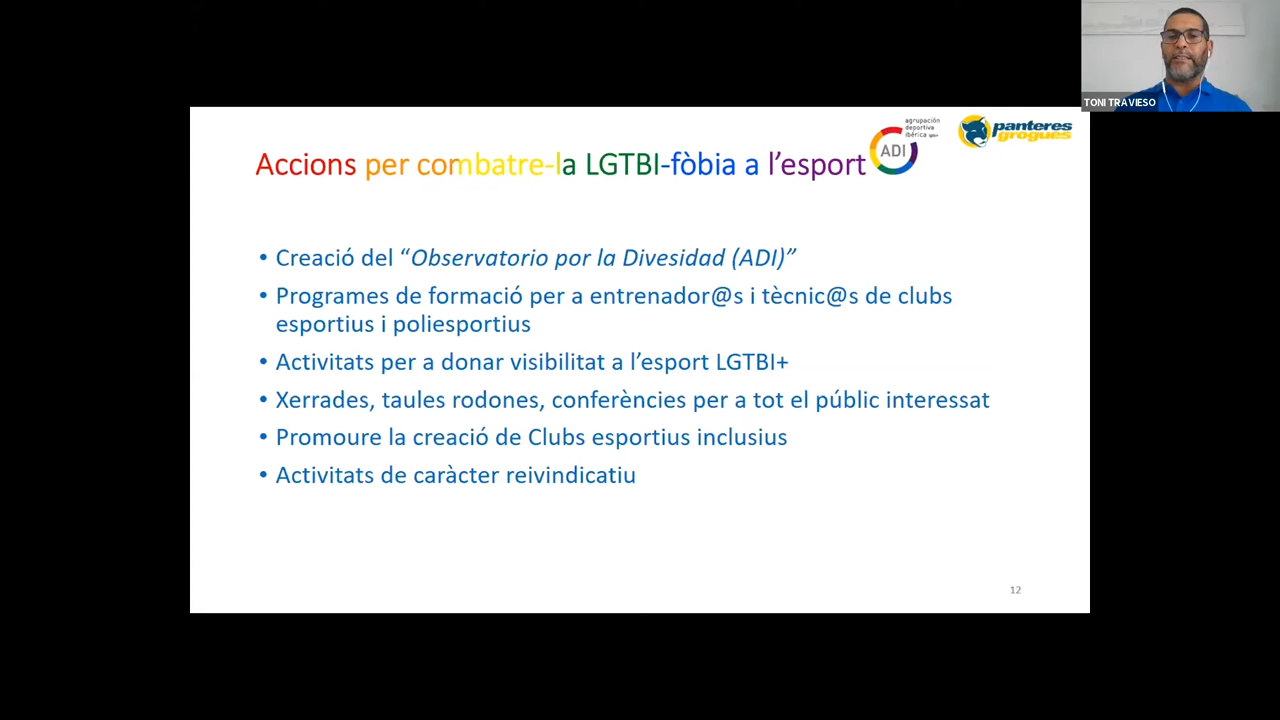 TONI TRAVIESO
agrupación
deportiva
ibérica lgtbi+
ADI
panteres
grogues
Accions per combatre-la LGTBI-fòbia a l’esport
• Creació del “Observatorio por la Divesidad (ADI)”
• Programes de formació per a entrenador@s i tècnic@s de clubs
esportius i poliesportius
• Activitats per a donar visibilitat a l’esport LGTBI+
• Xerrades, taules rodones, conferències per a tot el públic interessat
• Promoure la creació de Clubs esportius inclusius
• Activitats de caràcter reivindicatiu
12